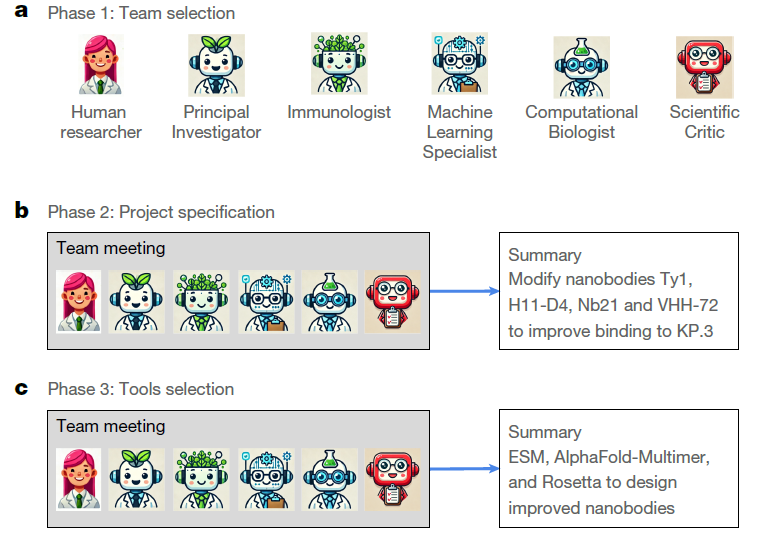 a Phase 1: Team selection
Human
researcher
Principal
Investigator
Immunologist
Machine
Learning
Specialist
Computational
Biologist
Scientific
Critic
b Phase 2: Project specification
Team meeting
Summary
Modify nanobodies Ty1,
H11-D4, Nb21 and VHH-72
to improve binding to KP.3
c Phase 3: Tools selection
Team meeting
Summary
ESM, AlphaFold-Multimer,
and Rosetta to design
improved nanobodies